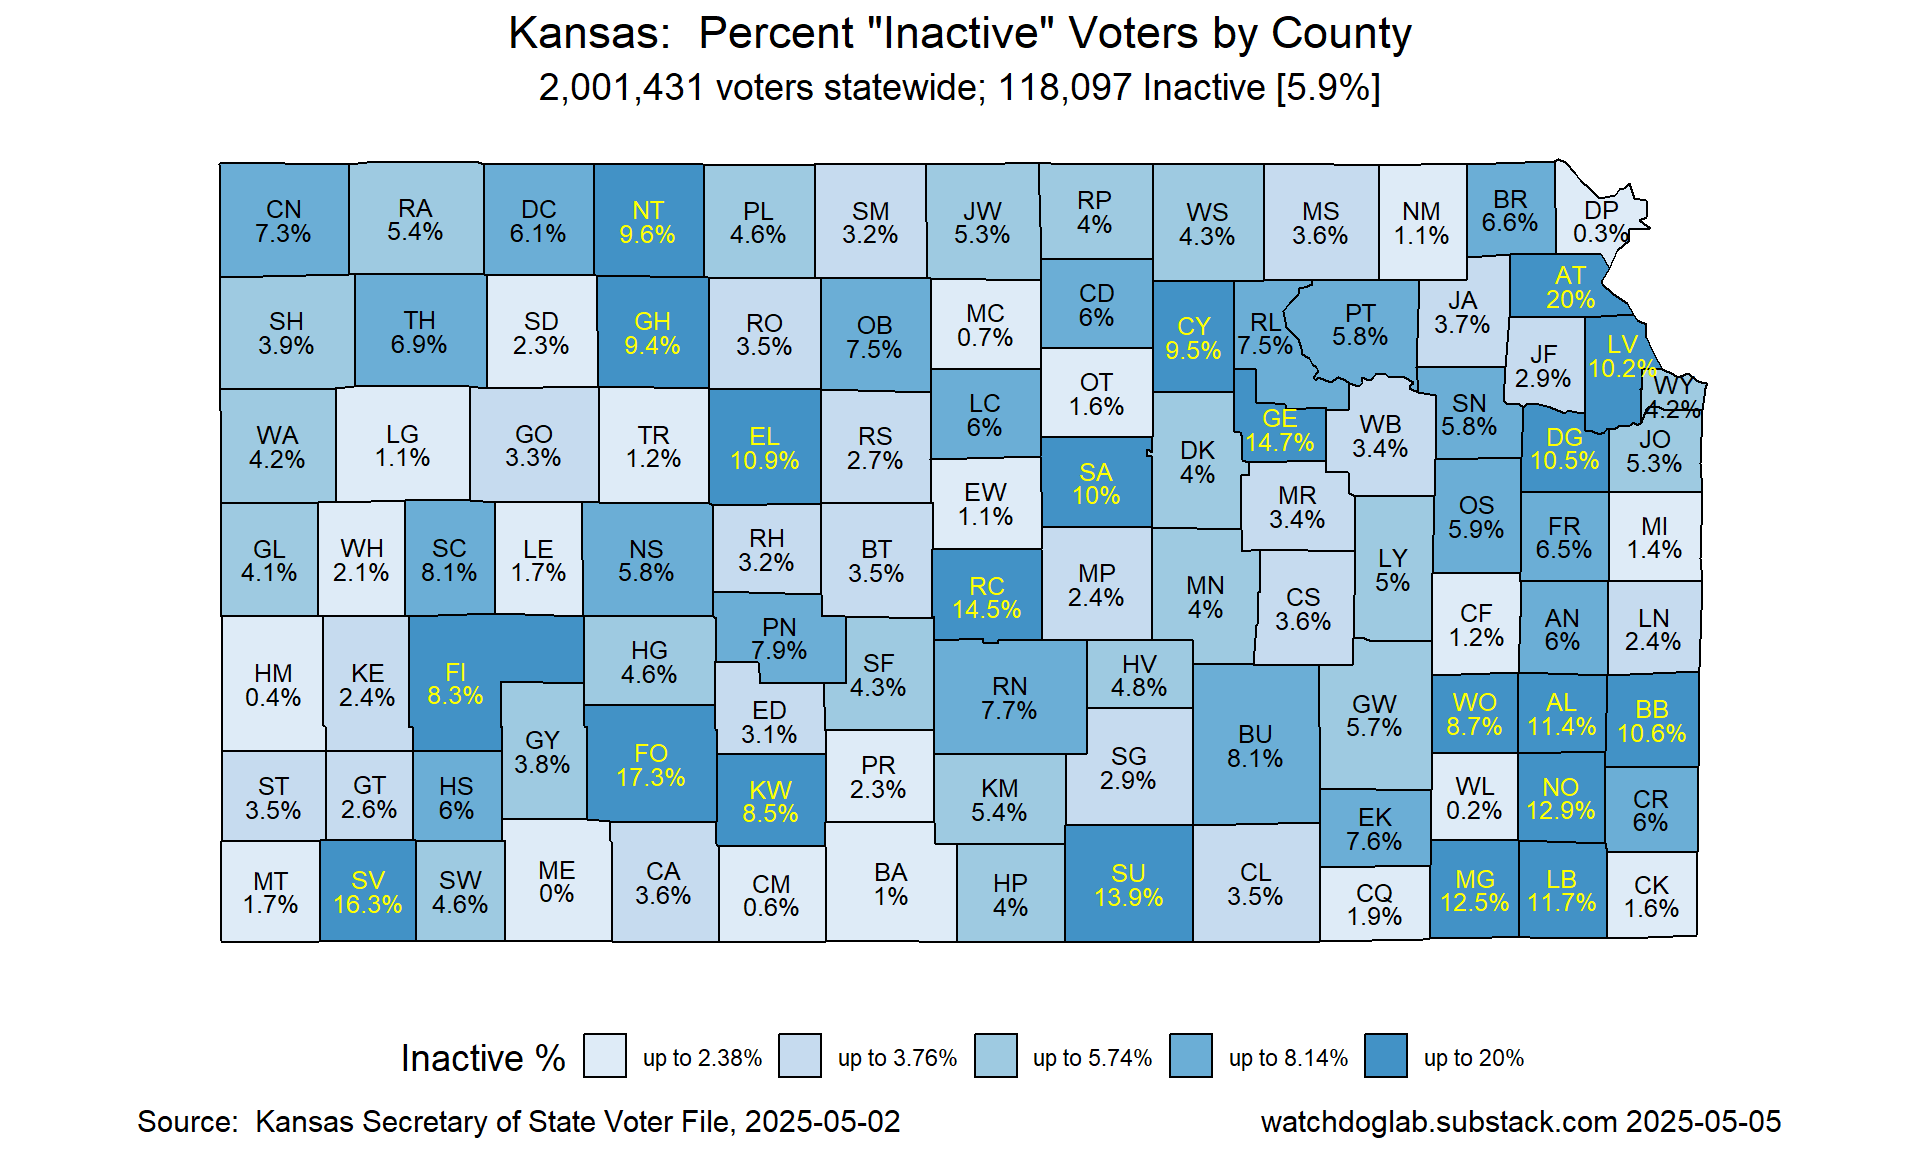 Kansas:  Percent "Inactive" Voters by County
2,001,431 voters statewide; 118,097 Inactive [5.9%]
CN
7.3%
RA
5.4%
DC
6.1%
NT
9.6%
PL
4.6%
SM
3.2%
JW
5.3%
RP
4%
WS
4.3%
MS
3.6%
NM
1.1%
BR
6.6%
DP
0.3%
AT
20%
SH
3.9%
TH
6.9%
SD
2.3%
GH
9.4%
RO
3.5%
OB
7.5%
MC
0.7%
CD
6%
CY
9.5%
RL
7.5%
PT
5.8%
JA
3.7%
JF
2.9%
LV
10.2%
WY
4.2%
OT
1.6%
LC
6%
GE
14.7%
WB
3.4%
SN
5.8%
DG
10.5%
JO
5.3%
WA
4.2%
LG
1.1%
GO
3.3%
TR
1.2%
EL
10.9%
RS
2.7%
EW
1.1%
SA
10%
DK
4%
MR
3.4%
OS
5.9%
FR
6.5%
MI
1.4%
GL
4.1%
WH
2.1%
SC
8.1%
LE
1.7%
NS
5.8%
RH
3.2%
BT
3.5%
RC
14.5%
MP
2.4%
MN
4%
CS
3.6%
LY
5%
CF
1.2%
AN
6%
LN
2.4%
HM
0.4%
KE
2.4%
FI
8.3%
HG
4.6%
PN
7.9%
SF
4.3%
RN
7.7%
HV
4.8%
ED
3.1%
GY
3.8%
FO
17.3%
KW
8.5%
PR
2.3%
KM
5.4%
SG
2.9%
BU
8.1%
GW
5.7%
WO
8.7%
AL
11.4%
BB
10.6%
ST
3.5%
GT
2.6%
HS
6%
EK
7.6%
WL
0.2%
NO
12.9%
CR
6%
MT
1.7%
SV
16.3%
SW
4.6%
ME
0%
CA
3.6%
CM
0.6%
BA
1%
HP
4%
SU
13.9%
CL
3.5%
CQ
1.9%
MG
12.5%
LB
11.7%
CK
1.6%
Inactive %  up to 2.38%  up to 3.76%  up to 5.74%  up to 8.14%  up to 20%
Source:  Kansas Secretary of State Voter File, 2025-05-02
watchdoglab.substack.com 2025-05-05